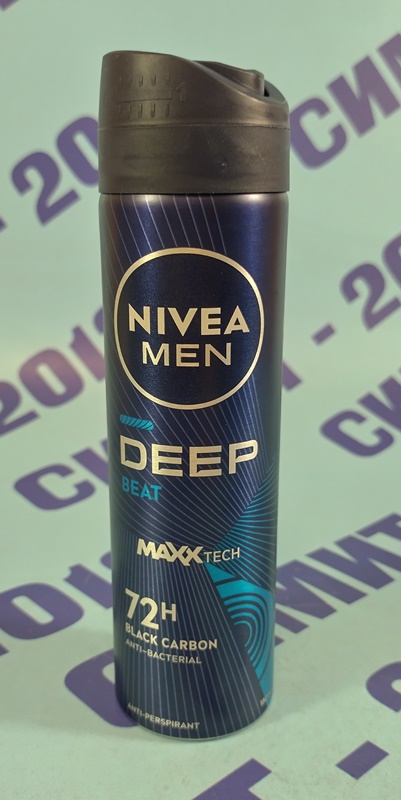 NIVEA
MEN
DEEP
BEAT
MAXX TECH
72H
BLACK CARBON
ANTI-BACTERIAL
ANTI-PERSPIRANT